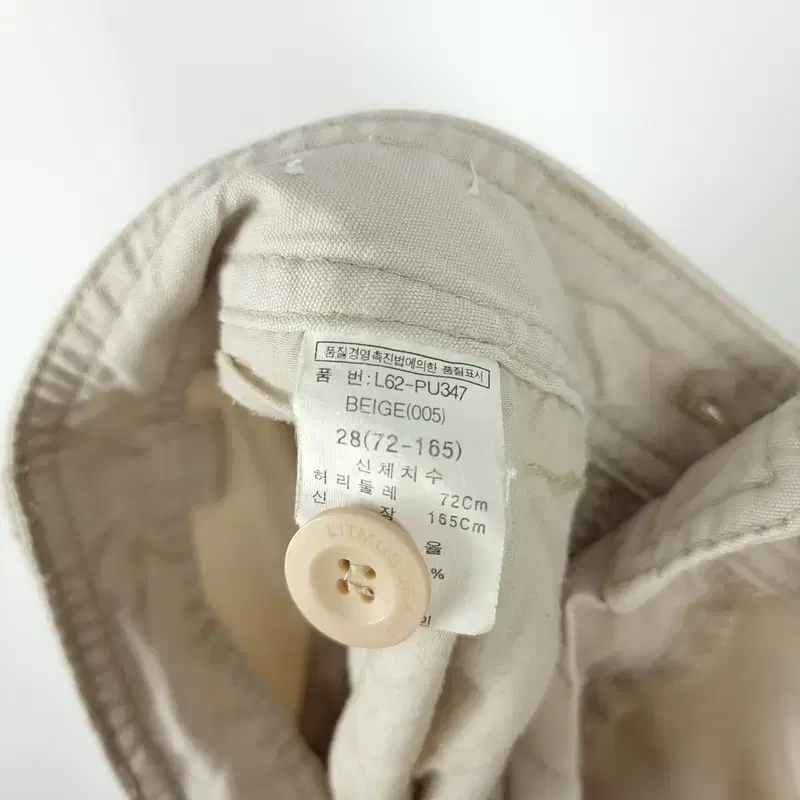 품질경영촉진법에의한 품질표시
품 번:L62-PU347
BEIGE(005)
28(72-165)
신체치수
허리둘레 72Cm
신 장 165Cm
율
%
LITMUS